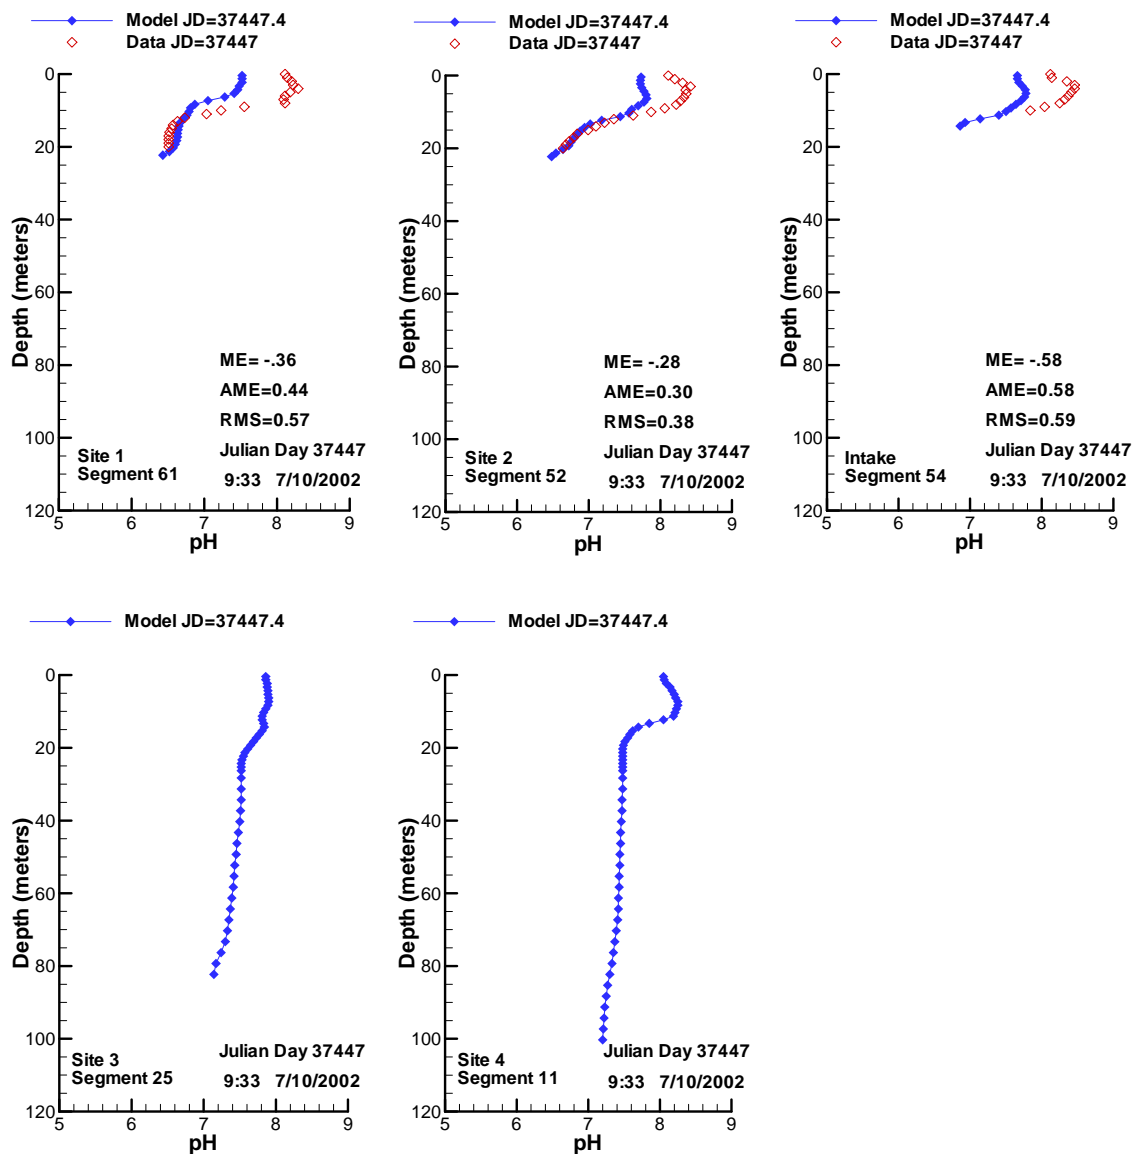 Model JD=37447.4
Data JD=37447
0
20
40
60
80
100
120
Depth (meters)
ME= -.36
AME=0.44
RMS=0.57
Julian Day 37447
9:33 7/10/2002
Site 1
Segment 61
5 6 7 8 9
pH
Model JD=37447.4
Data JD=37447
0
20
40
60
80
100
120
Depth (meters)
ME= -.28
AME=0.30
RMS=0.38
Julian Day 37447
9:33 7/10/2002
Site 2
Segment 52
5 6 7 8 9
pH
Model JD=37447.4
Data JD=37447
0
20
40
60
80
100
120
Depth (meters)
ME= -.58
AME=0.58
RMS=0.59
Julian Day 37447
9:33 7/10/2002
Intake
Segment 54
5 6 7 8 9
pH
Model JD=37447.4
0
20
40
60
80
100
120
Depth (meters)
Julian Day 37447
9:33 7/10/2002
Site 3
Segment 25
5 6 7 8 9
pH
Model JD=37447.4
0
20
40
60
80
100
120
Depth (meters)
Julian Day 37447
9:33 7/10/2002
Site 4
Segment 11
5 6 7 8 9
pH